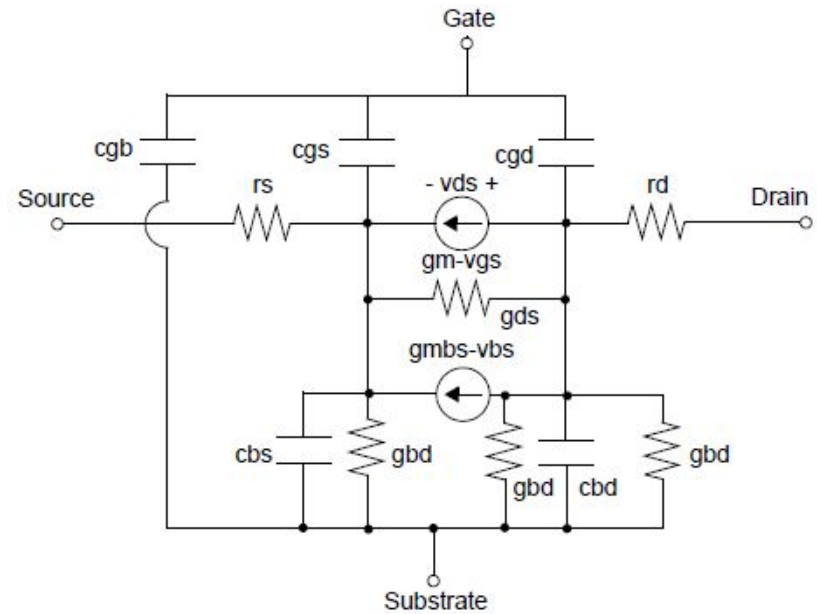 Gate
cgb
cgs
cgd
- vds +
rs
rd
Source
Drain
gm-vgs
gds
gmbs-vbs
cbs
gbd
gbd
cbd
gbd
Substrate